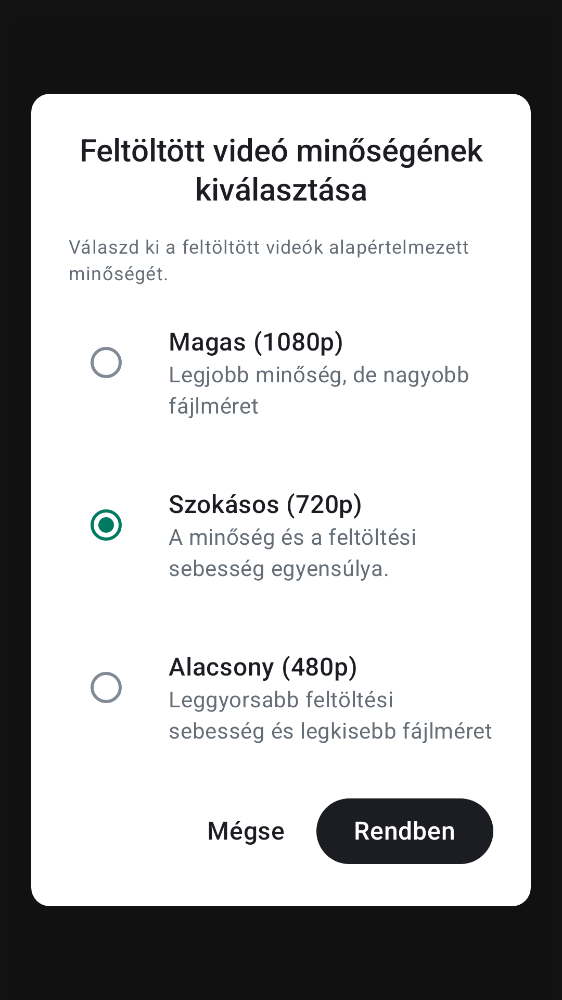 Feltöltött videó minőségének
kiválasztása
Válaszd ki a feltöltött videók alapértelmezett
minőségét.
Magas (1080p)
Legjobb minőség, de nagyobb
fájlméret
Szokásos (720p)
A minőség és a feltöltési
sebesség egyensúlya.
Alacsony (480p)
Leggyorsabb feltöltési
sebesség és legkisebb fájlméret
Mégse
Rendben